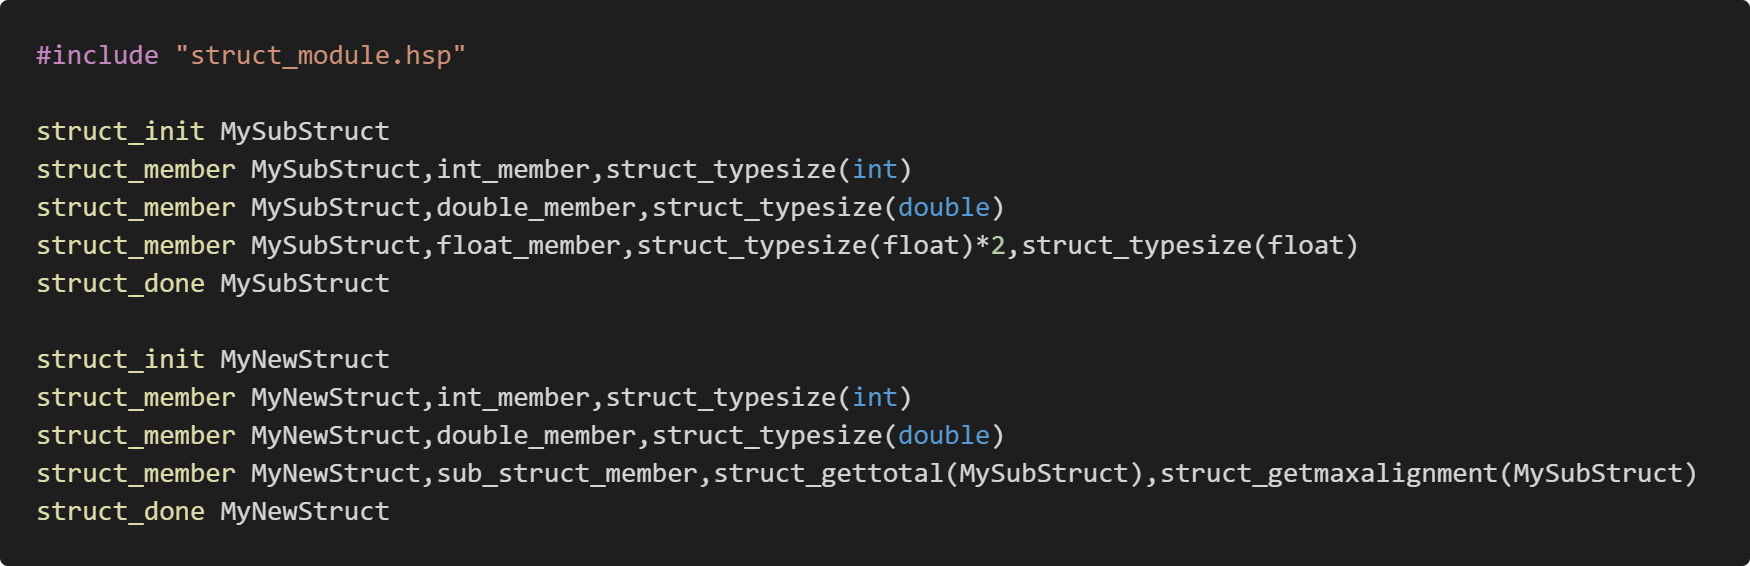 #include "struct_module.hsp"
struct_init MySubStruct
struct_member MySubStruct,int_member,struct_typesize(int)
struct_member MySubStruct,double_member,struct_typesize(double)
struct_member MySubStruct,float_member,struct_typesize(float)*2,struct_typesize(float)
struct_done MySubStruct
struct_init MyNewStruct
struct_member MyNewStruct,int_member,struct_typesize(int)
struct_member MyNewStruct,double_member,struct_typesize(double)
struct_member MyNewStruct,sub_struct_member,struct_gettotal(MySubStruct),struct_getmaxalignment(MySubStruct)
struct_done MyNewStruct